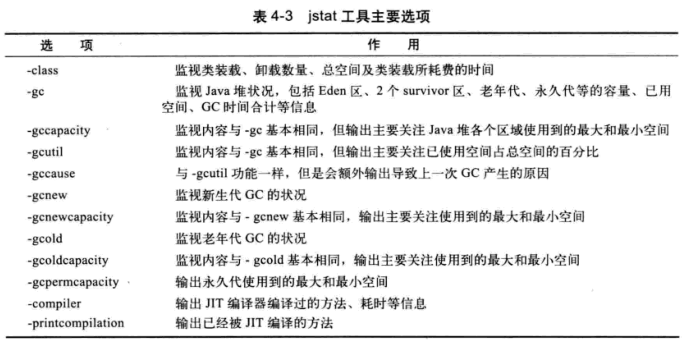 表 4-3 jstat 工具主要选项
选 项 作 用
-class 监视类装载、卸载数量、总空间及类装载所耗费的时间
-gc 监视 Java 堆状况，包括 Eden 区、2 个 survivor 区、老年代、永久代等的容量、已用
空间、GC 时间合计等信息
-gccapacity 监视内容与 -gc 基本相同，但输出主要关注 Java 堆各个区域使用到的最大和最小空间
-gcutil 监视内容与 -gc 基本相同，但输出主要关注已使用空间占总空间的百分比
-gccause 与 -gcutil 功能一样，但是会额外输出导致上一次 GC 产生的原因
-gcnew 监视新生代 GC 的状况
-gcnewcapacity 监视内容与 - gcnew 基本相同，输出主要关注使用到的最大和最小空间
-gcold 监视老年代 GC 的状况
-gcoldcapacity 监视内容与 - gcold 基本相同，输出主要关注使用到的最大和最小空间
-gcpermcapacity 输出永久代使用到的最大和最小空间
-compiler 输出 JIT 编译器编译过的方法、耗时等信息
-printcompilation 输出已经被 JIT 编译的方法